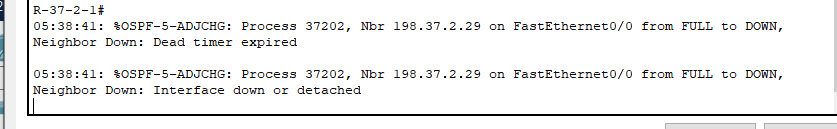 R-37-2-1#
05:38:41: %OSPF-5-ADJCHG: Process 37202, Nbr 198.37.2.29 on FastEthernet0/0 from FULL to DOWN,
Neighbor Down: Dead timer expired
05:38:41: %OSPF-5-ADJCHG: Process 37202, Nbr 198.37.2.29 on FastEthernet0/0 from FULL to DOWN,
Neighbor Down: Interface down or detached